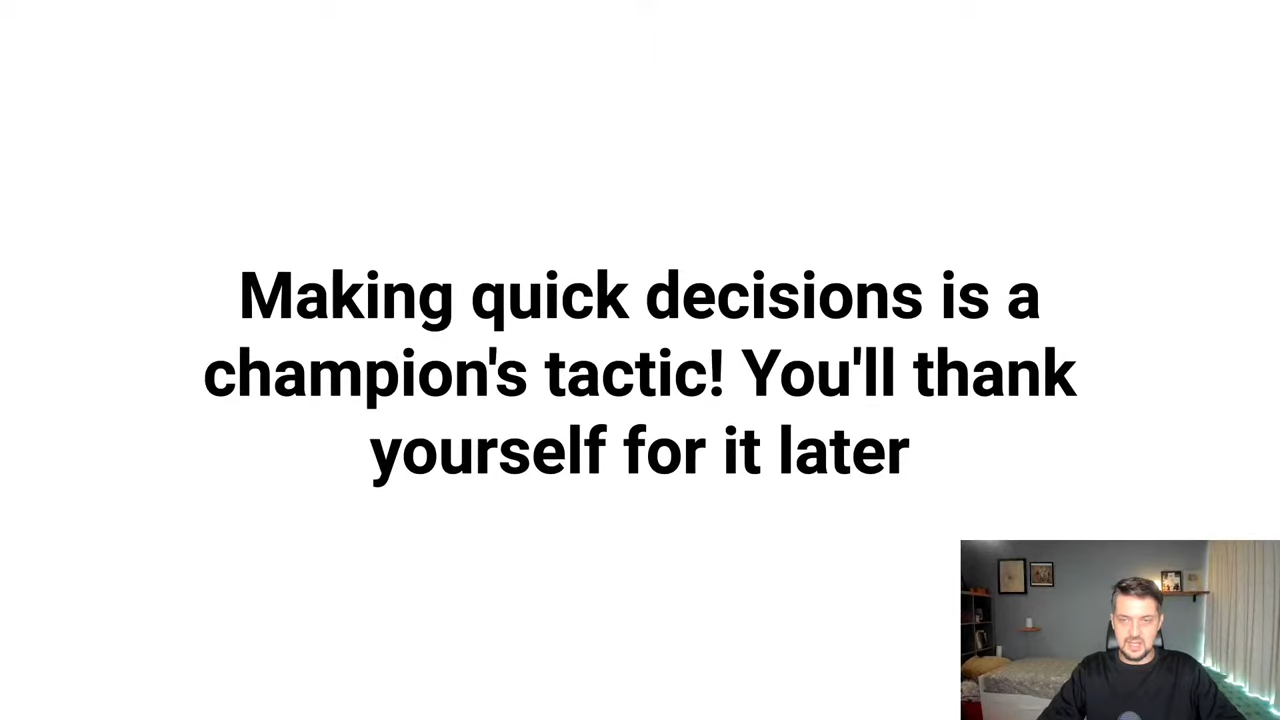 Making quick decisions is a
champion's tactic! You'll thank
yourself for it later